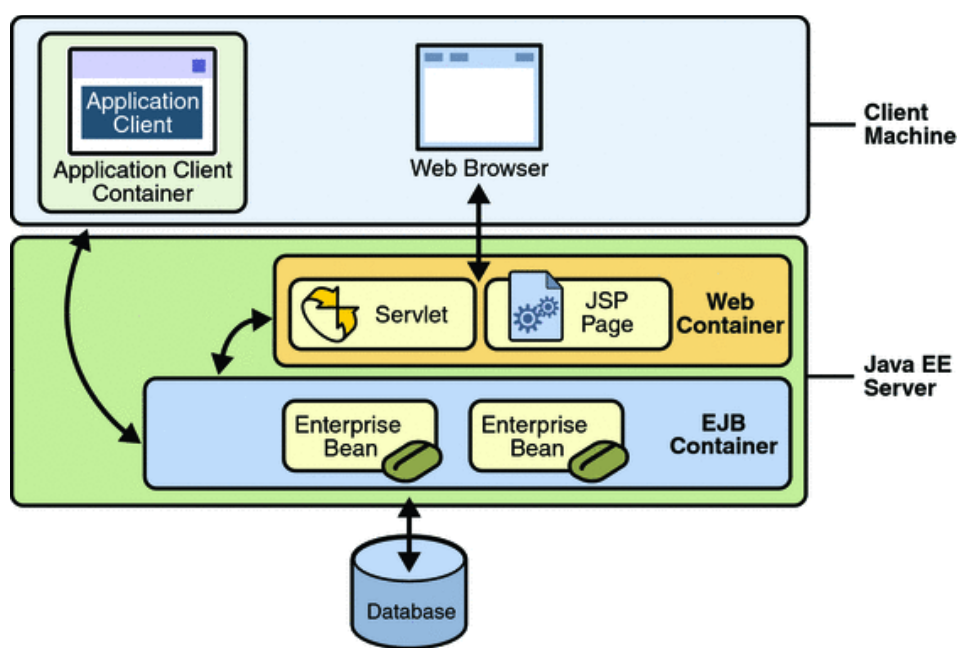 Application
Client
Application Client
Container
Web Browser
Client
Machine
Servlet
JSP
Page
Web
Container
Java EE
Server
Enterprise
Bean
Enterprise
Bean
EJB
Container
Database